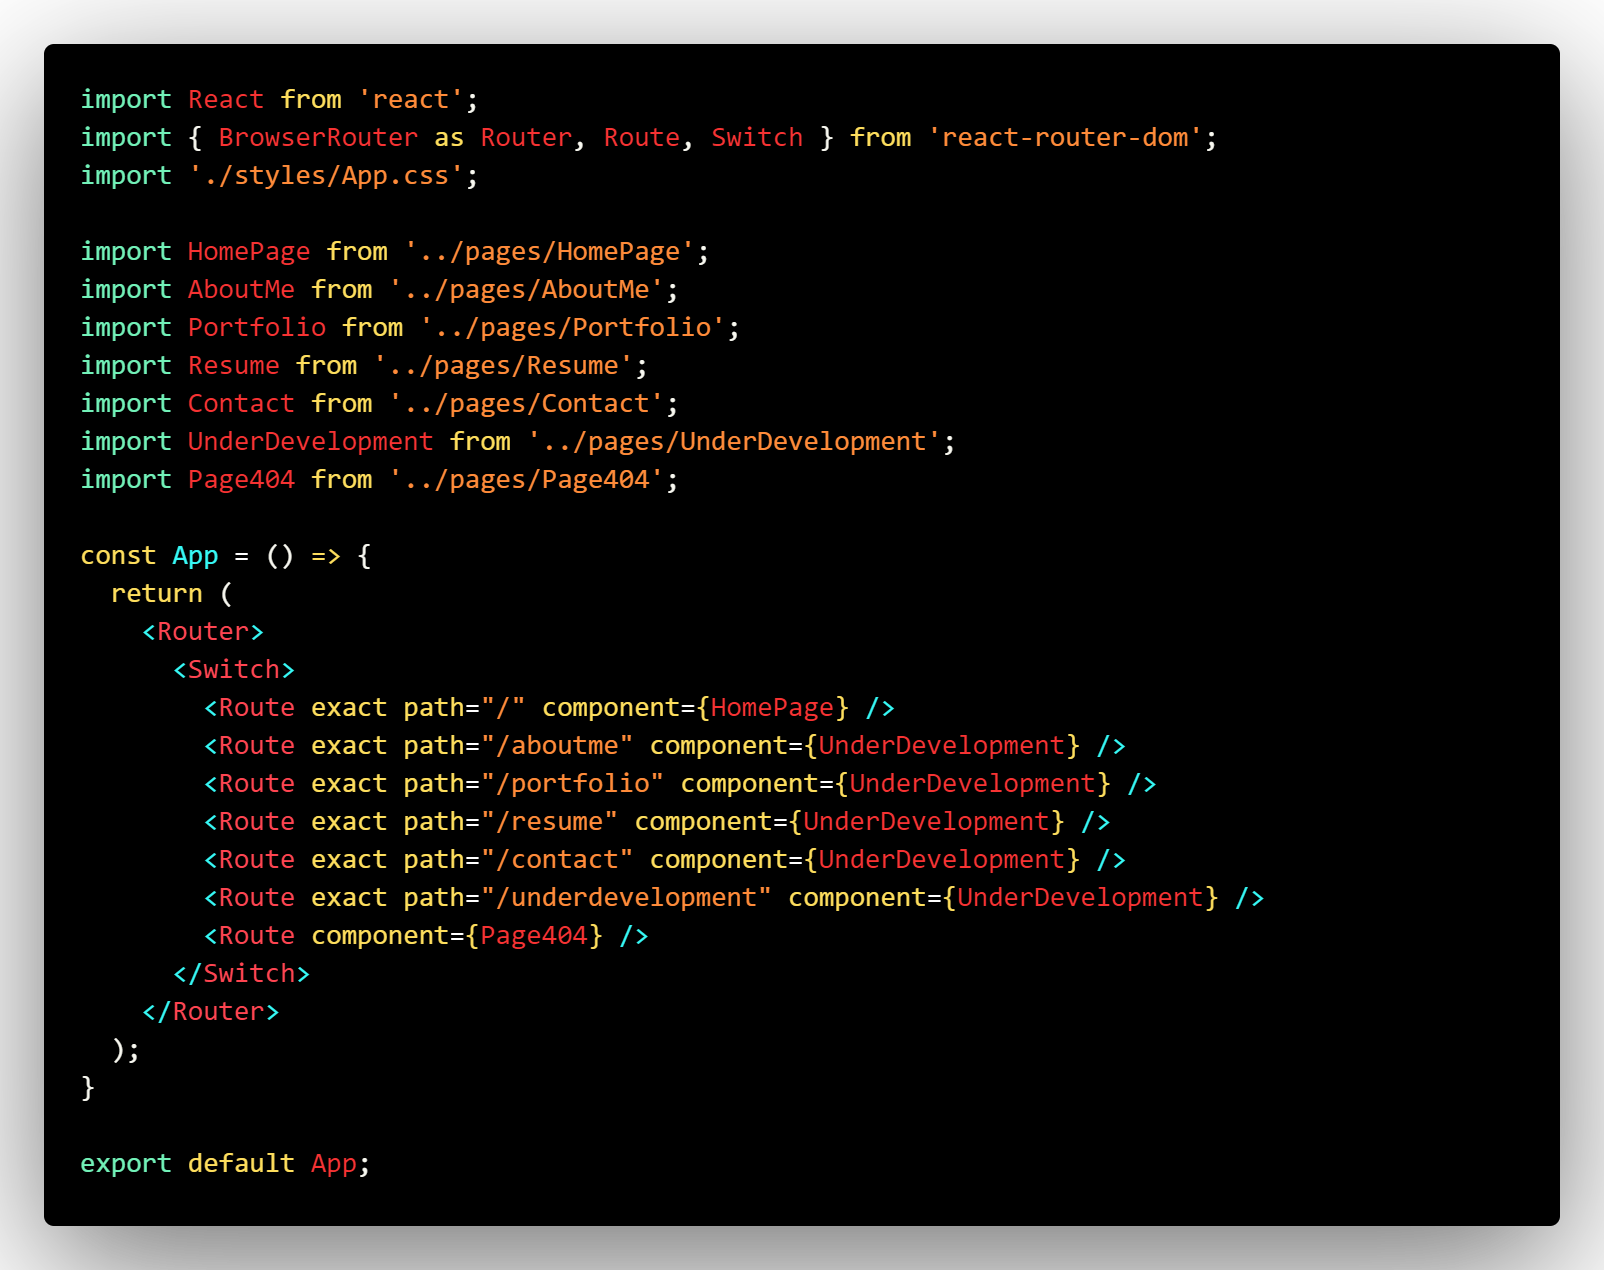 import React from 'react';
import { BrowserRouter as Router, Route, Switch } from 'react-router-dom';
import './styles/App.css';

import HomePage from '../pages/HomePage';
import AboutMe from '../pages/AboutMe';
import Portfolio from '../pages/Portfolio';
import Resume from '../pages/Resume';
import Contact from '../pages/Contact';
import UnderDevelopment from '../pages/UnderDevelopment';
import Page404 from '../pages/Page404';

const App = () => {
  return (
    <Router>
      <Switch>
        <Route exact path="/" component={HomePage} />
        <Route exact path="/aboutme" component={UnderDevelopment} />
        <Route exact path="/portfolio" component={UnderDevelopment} />
        <Route exact path="/resume" component={UnderDevelopment} />
        <Route exact path="/contact" component={UnderDevelopment} />
        <Route exact path="/underdevelopment" component={UnderDevelopment} />
        <Route component={Page404} />
      </Switch>
    </Router>
  );
}

export default App;